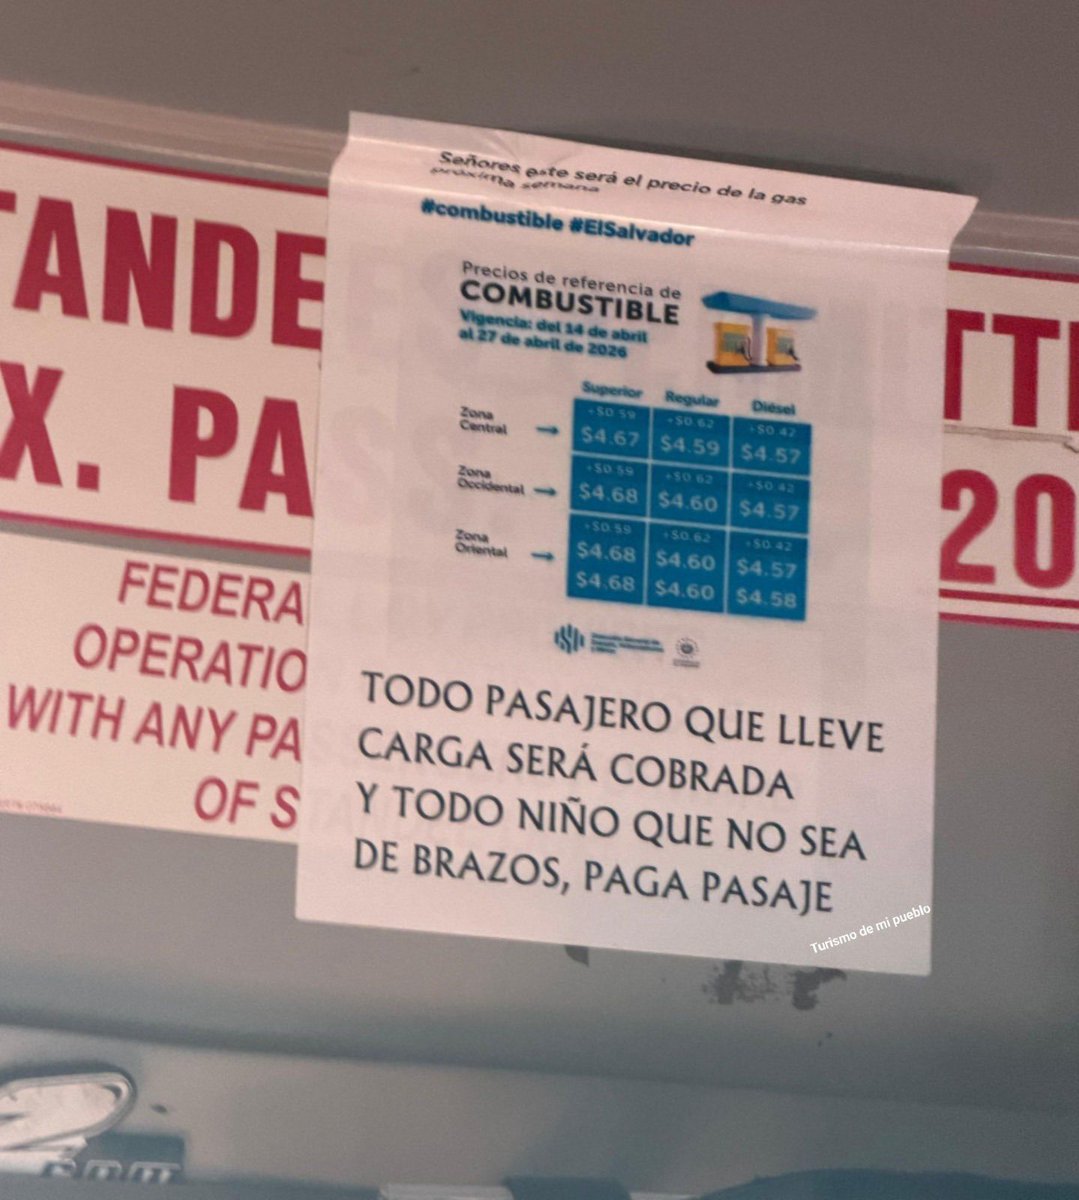 Señores este será el precio de la gas
próxima semana
#combustible #ElSalvador
Precios de referencia de
COMBUSTIBLE
Vigencia: del 14 de abril
al 27 de abril de 2026
Superior Regular Diésel
Zona
Central
+$0.59 +$0.62 +$0.42
$4.67 $4.59 $4.57
Zona
Occidental
+$0.59 +$0.62 +$0.42
$4.68 $4.60 $4.57
Zona
Oriental
+$0.59 +$0.62 +$0.42
$4.68 $4.60 $4.57
$4.68 $4.60 $4.58
TODO PASAJERO QUE LLEVE
CARGA SERÁ COBRADA
Y TODO NIÑO QUE NO SEA
DE BRAZOS, PAGA PASAJE
Turismo de mi pueblo
TANDE
X. PA
20
FEDERA
OPERATIO
WITH ANY PA
OF S